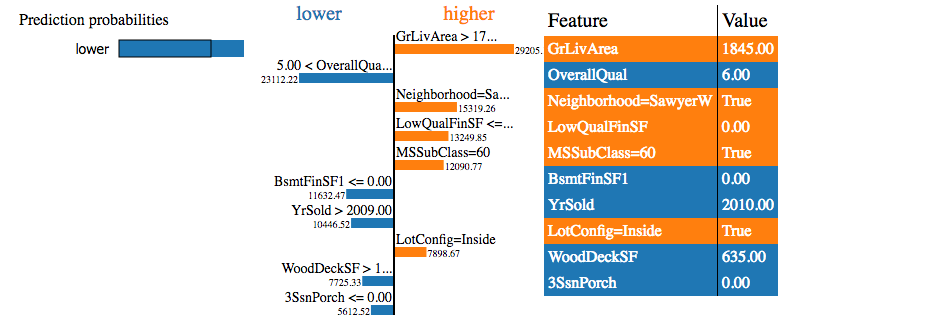 Prediction probabilities
lower
lower
higher
GrLivArea > 17...
29205.
5.00 < OverallQua...
23112.22
Neighborhood=Sa...
15319.26
LowQualFinSF <=...
13249.85
MSSubClass=60
12090.77
BsmtFinSF1 <= 0.00
11632.47
YrSold > 2009.00
10446.52
LotConfig=Inside
7898.67
WoodDeckSF > 1...
7725.33
3SsnPorch <= 0.00
5612.52
Feature Value
GrLivArea 1845.00
OverallQual 6.00
Neighborhood=SawyerW True
LowQualFinSF 0.00
MSSubClass=60 True
BsmtFinSF1 0.00
YrSold 2010.00
LotConfig=Inside True
WoodDeckSF 635.00
3SsnPorch 0.00